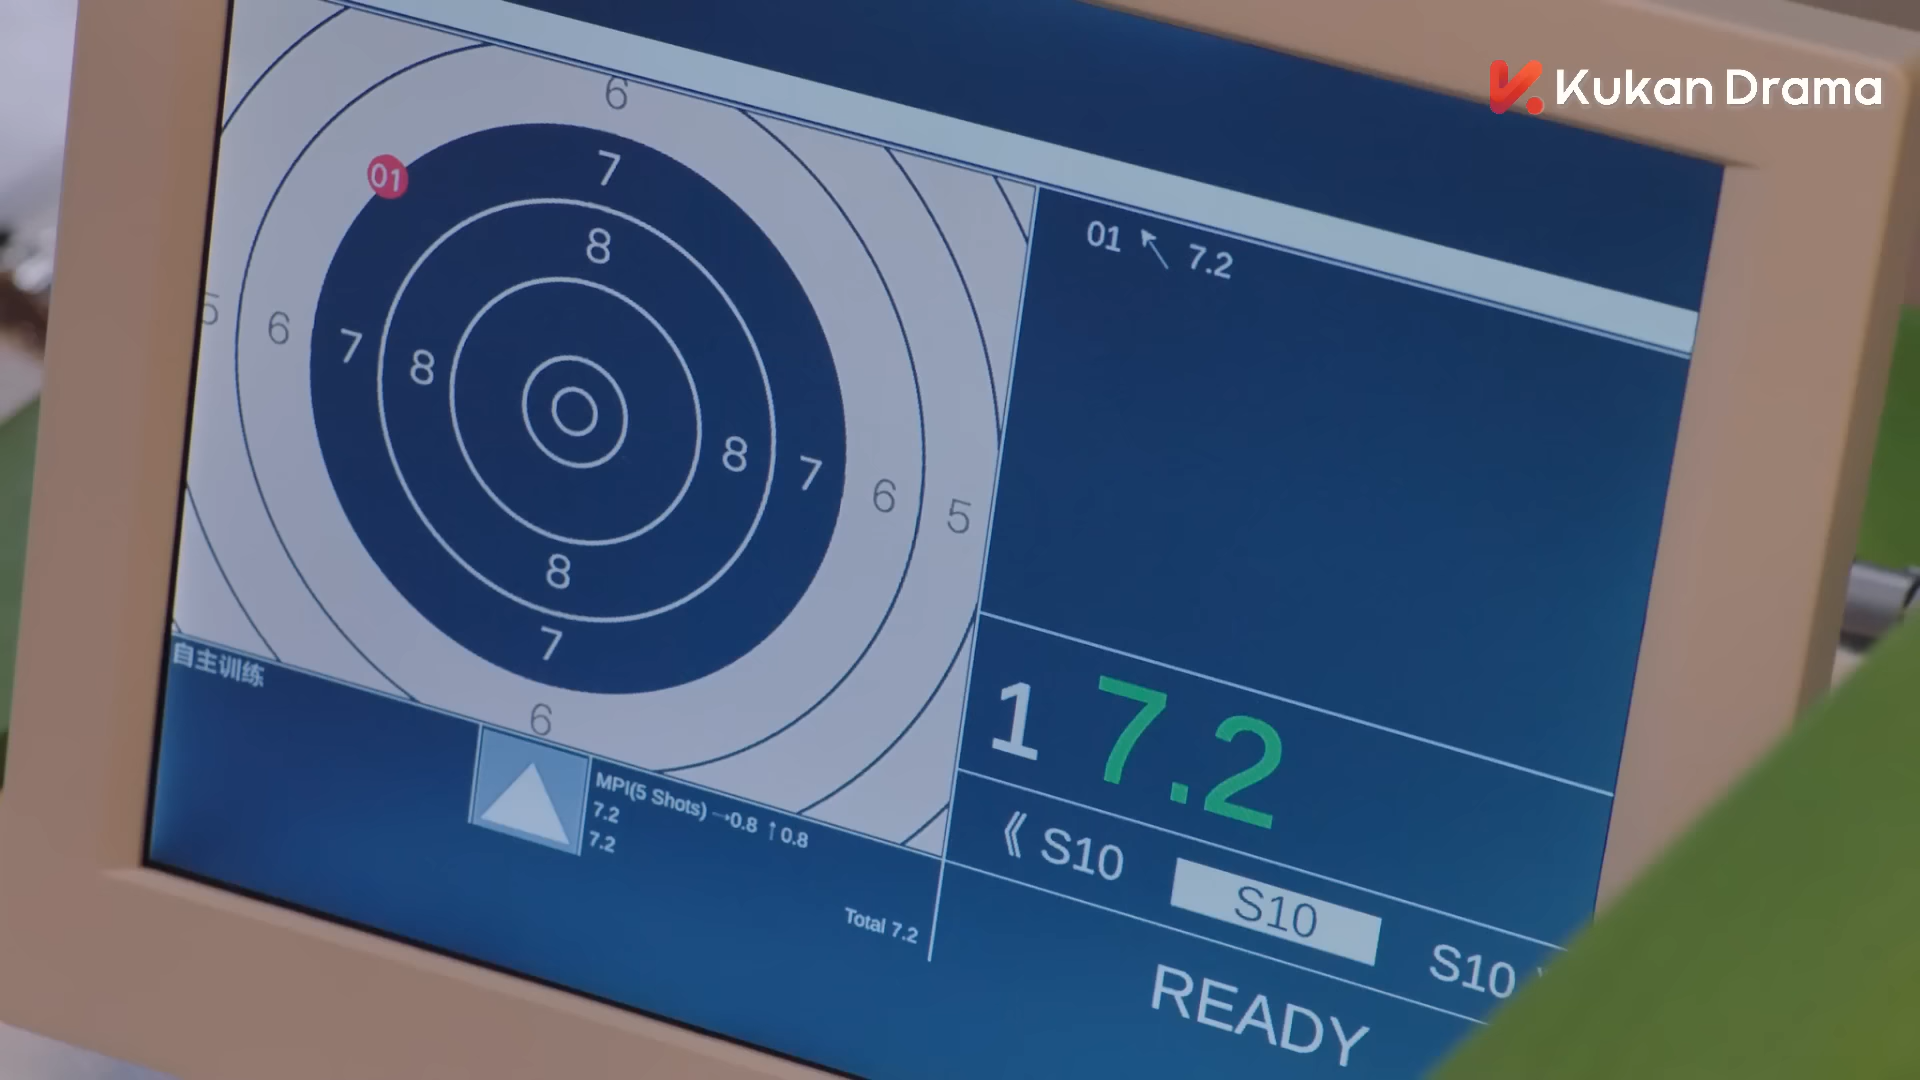 Kukan Drama
6
7
01
8
01 ↖ 7.2
5 6 7 8
8 7 6 5
8
7
6
自主训练
1 7.2
MPI(5 Shots) →0.8 ↑0.8
7.2
7.2
《 S10 S10 S10
Total 7.2
READY